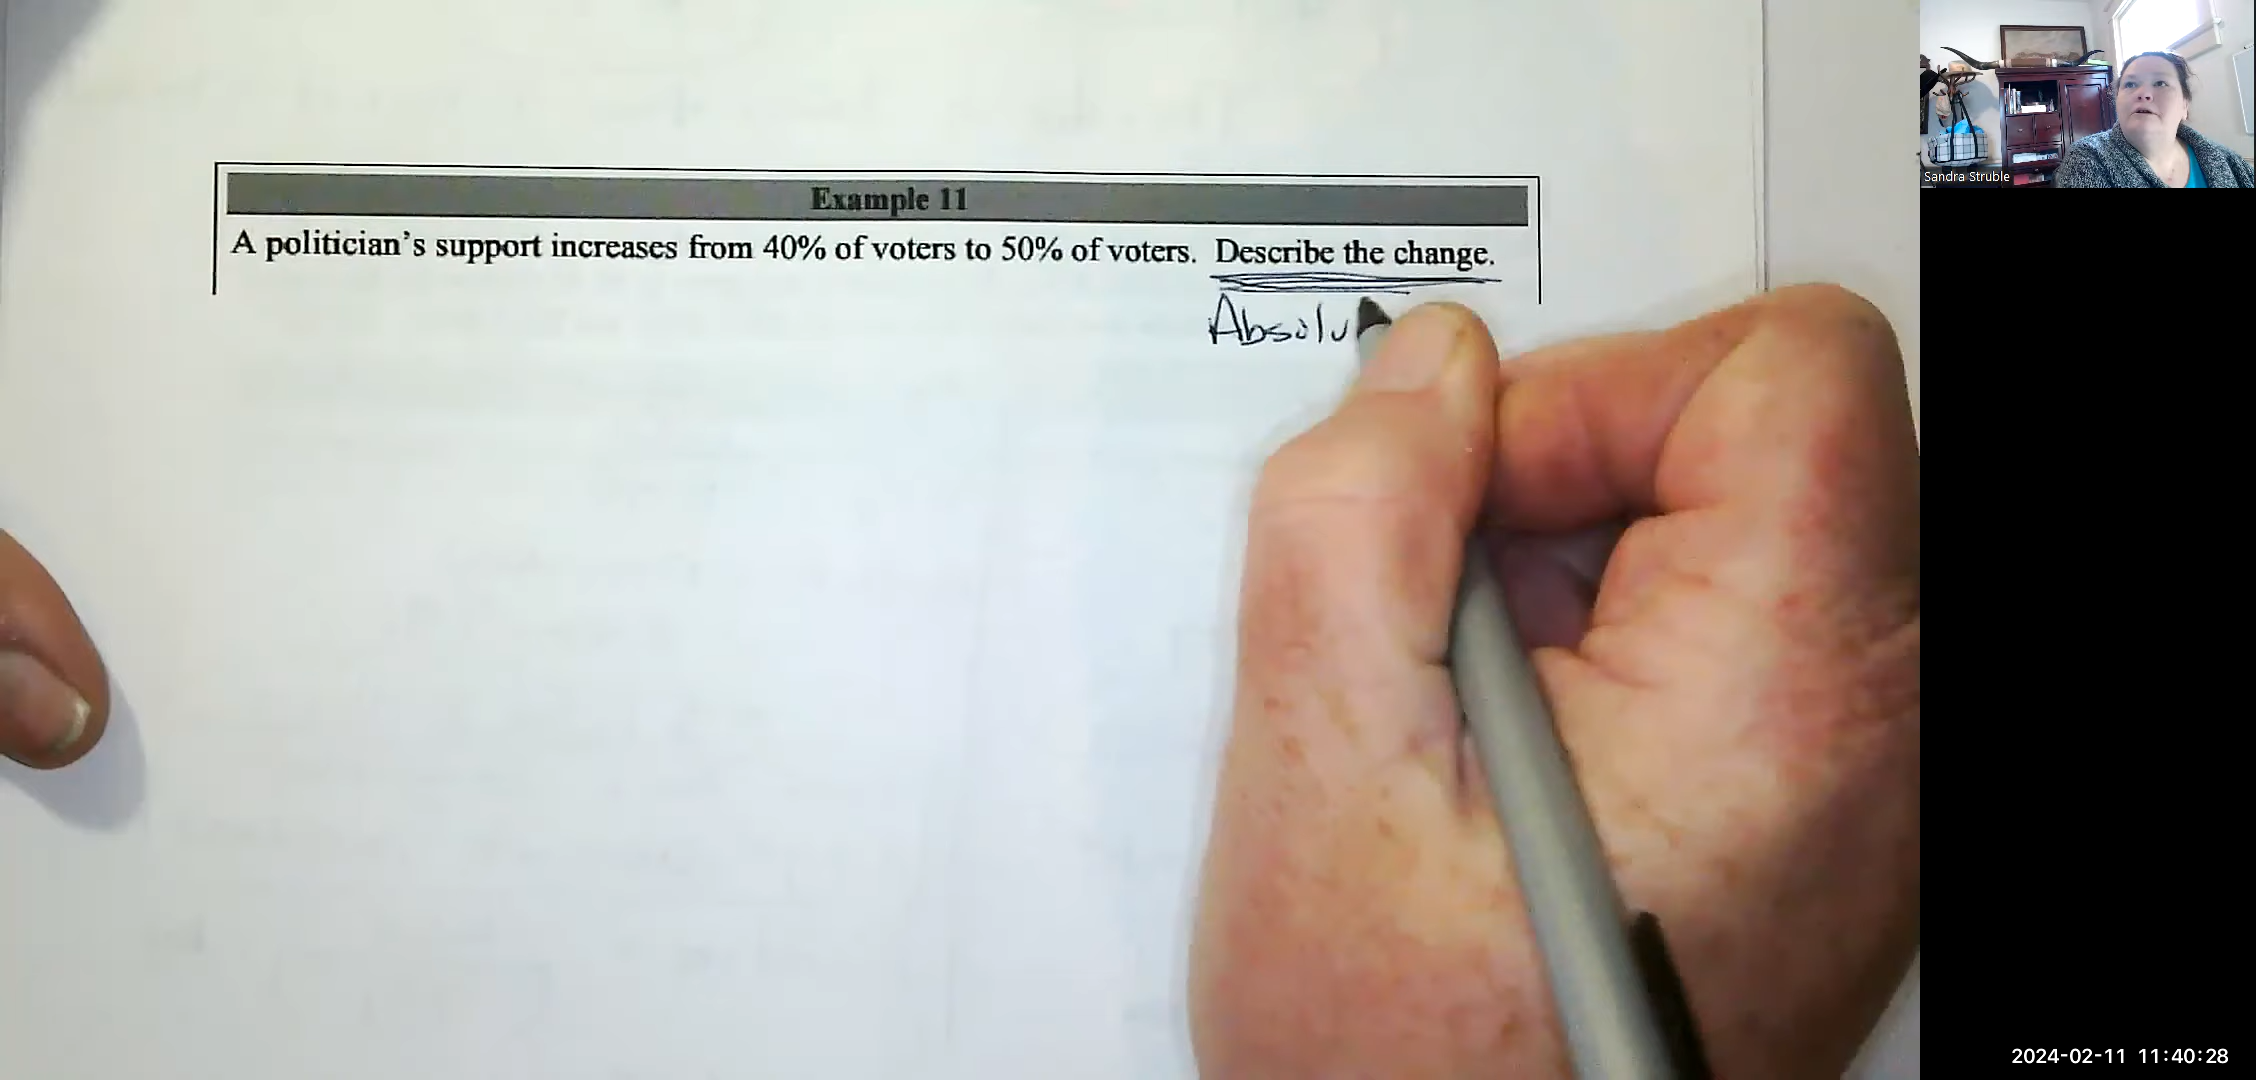 Example 11
A politician's support increases from 40% of voters to 50% of voters. Describe the change.
Absolu
Sandra Struble
2024-02-11 11:40:28